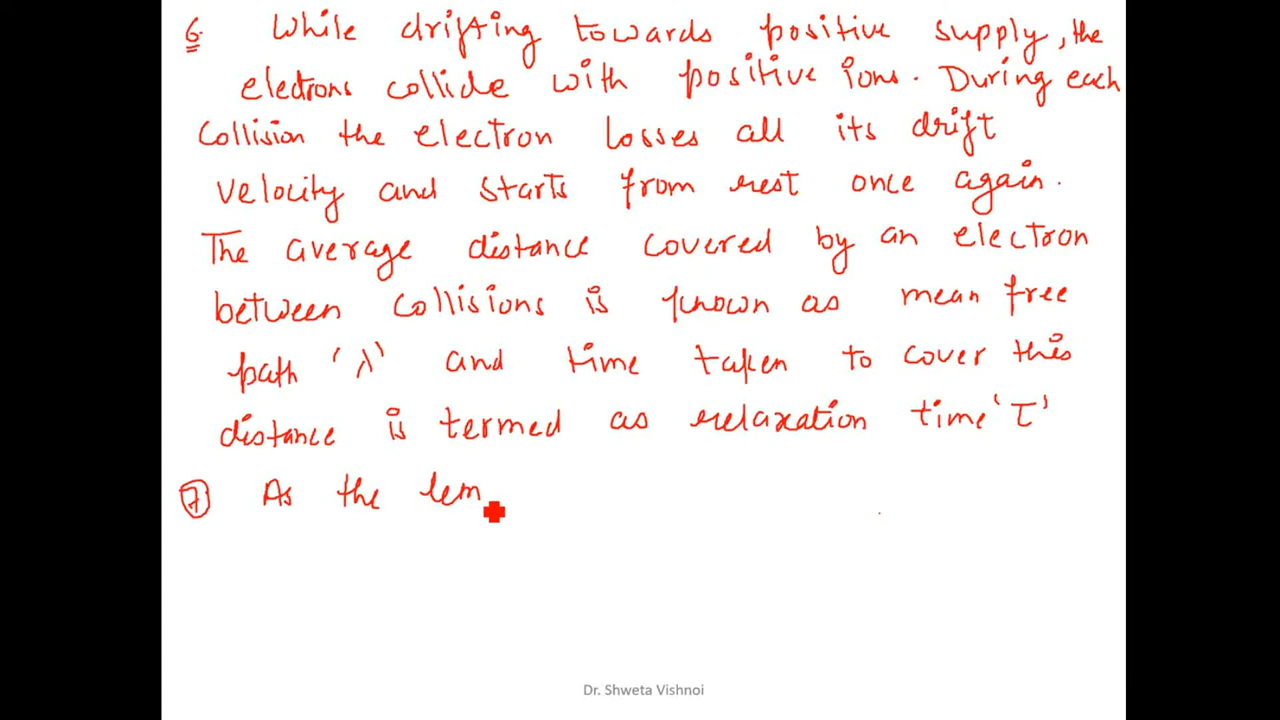 6. While drifting towards positive supply, the
electrons collide with positive ions. During each
collision the electron losses all its drift
velocity and starts from rest once again.
The average distance covered by an electron
between collisions is known as mean free
path 'λ' and time taken to cover this
distance is termed as relaxation time 'τ'
7 As the tem
Dr. Shweta Vishnoi